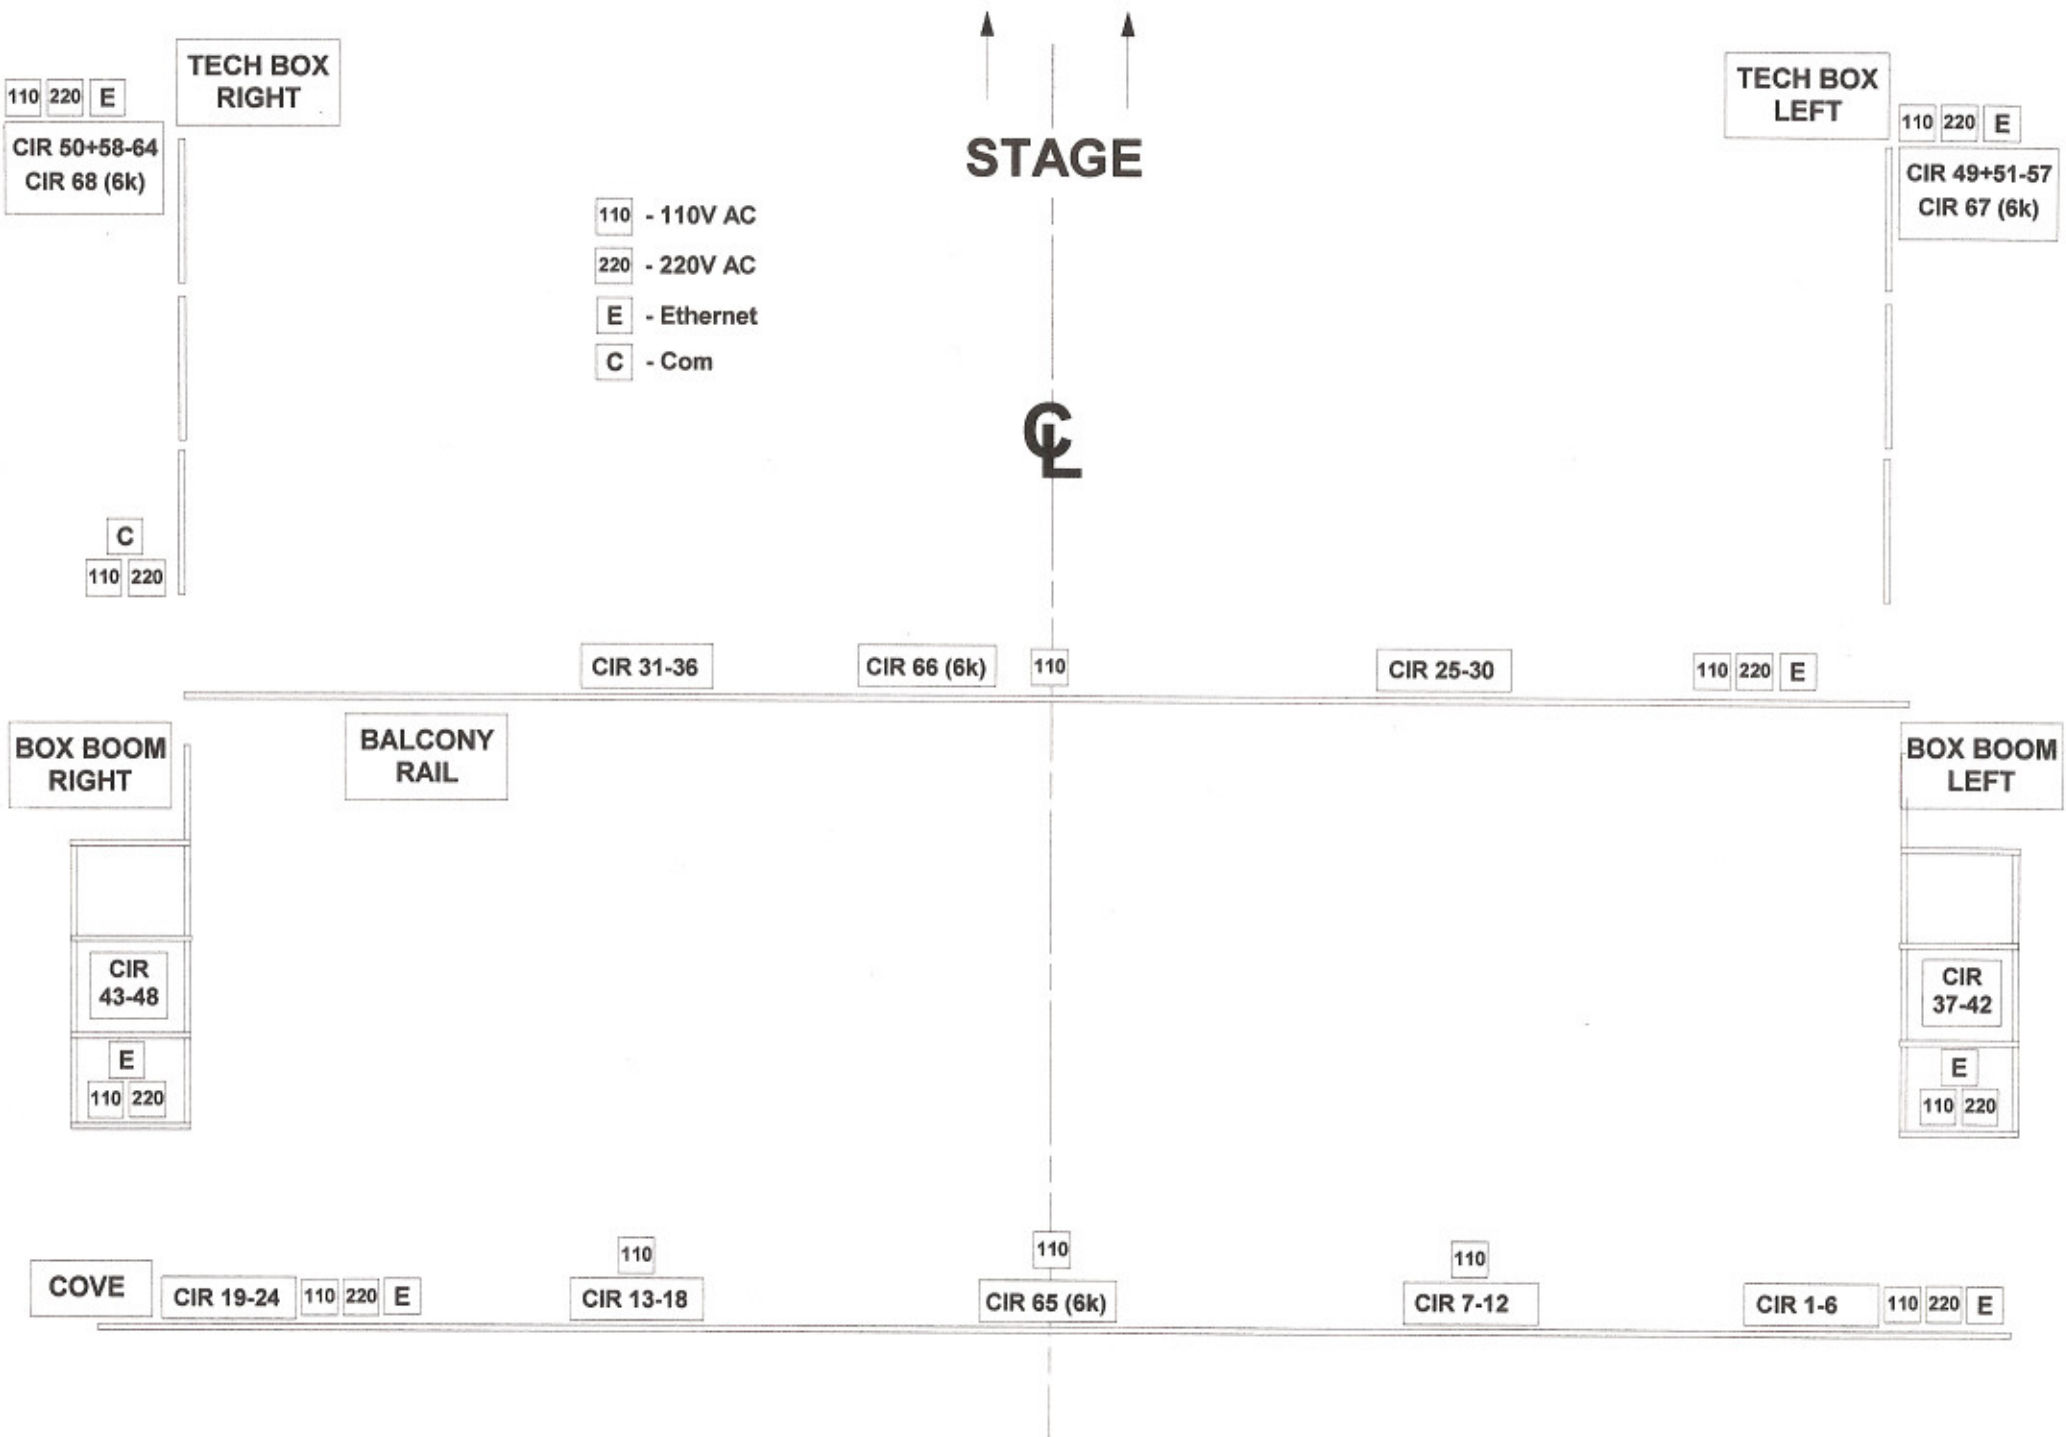 TECH BOX
RIGHT
110 220 E
CIR 50+58-64
CIR 68 (6k)
STAGE
TECH BOX
LEFT
110 220 E
CIR 49+51-57
CIR 67 (6k)
110 - 110V AC
220 - 220V AC
E - Ethernet
C - Com
CL
C
110 220
CIR 31-36
CIR 66 (6k)
110
CIR 25-30
110 220 E
BOX BOOM
RIGHT
BALCONY
RAIL
BOX BOOM
LEFT
CIR
43-48
E
110 220
CIR
37-42
E
110 220
110
110
110
COVE
CIR 19-24
110 220 E
CIR 13-18
CIR 65 (6k)
CIR 7-12
CIR 1-6
110 220 E